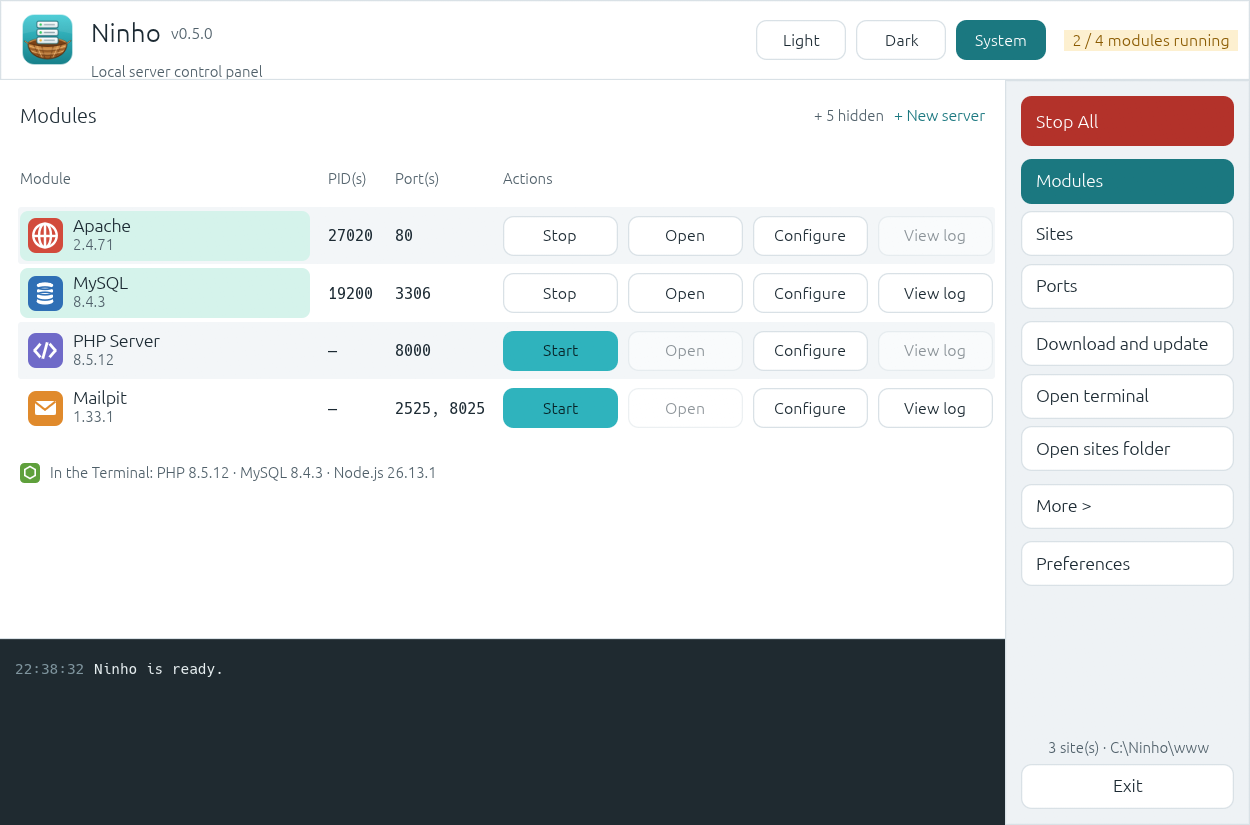 Ninho v0.5.0
Local server control panel
Light Dark System 2 / 4 modules running
Modules + 5 hidden + New server
Module PID(s) Port(s) Actions
Apache
2.4.71
27020 80 Stop Open Configure View log
MySQL
8.4.3
19200 3306 Stop Open Configure View log
PHP Server
8.5.12
– 8000 Start Open Configure View log
Mailpit
1.33.1
– 2525, 8025 Start Open Configure View log
In the Terminal: PHP 8.5.12 · MySQL 8.4.3 · Node.js 26.13.1
22:38:32 Ninho is ready.
Stop All
Modules
Sites
Ports
Download and update
Open terminal
Open sites folder
More >
Preferences
3 site(s) · C:\Ninho\www
Exit